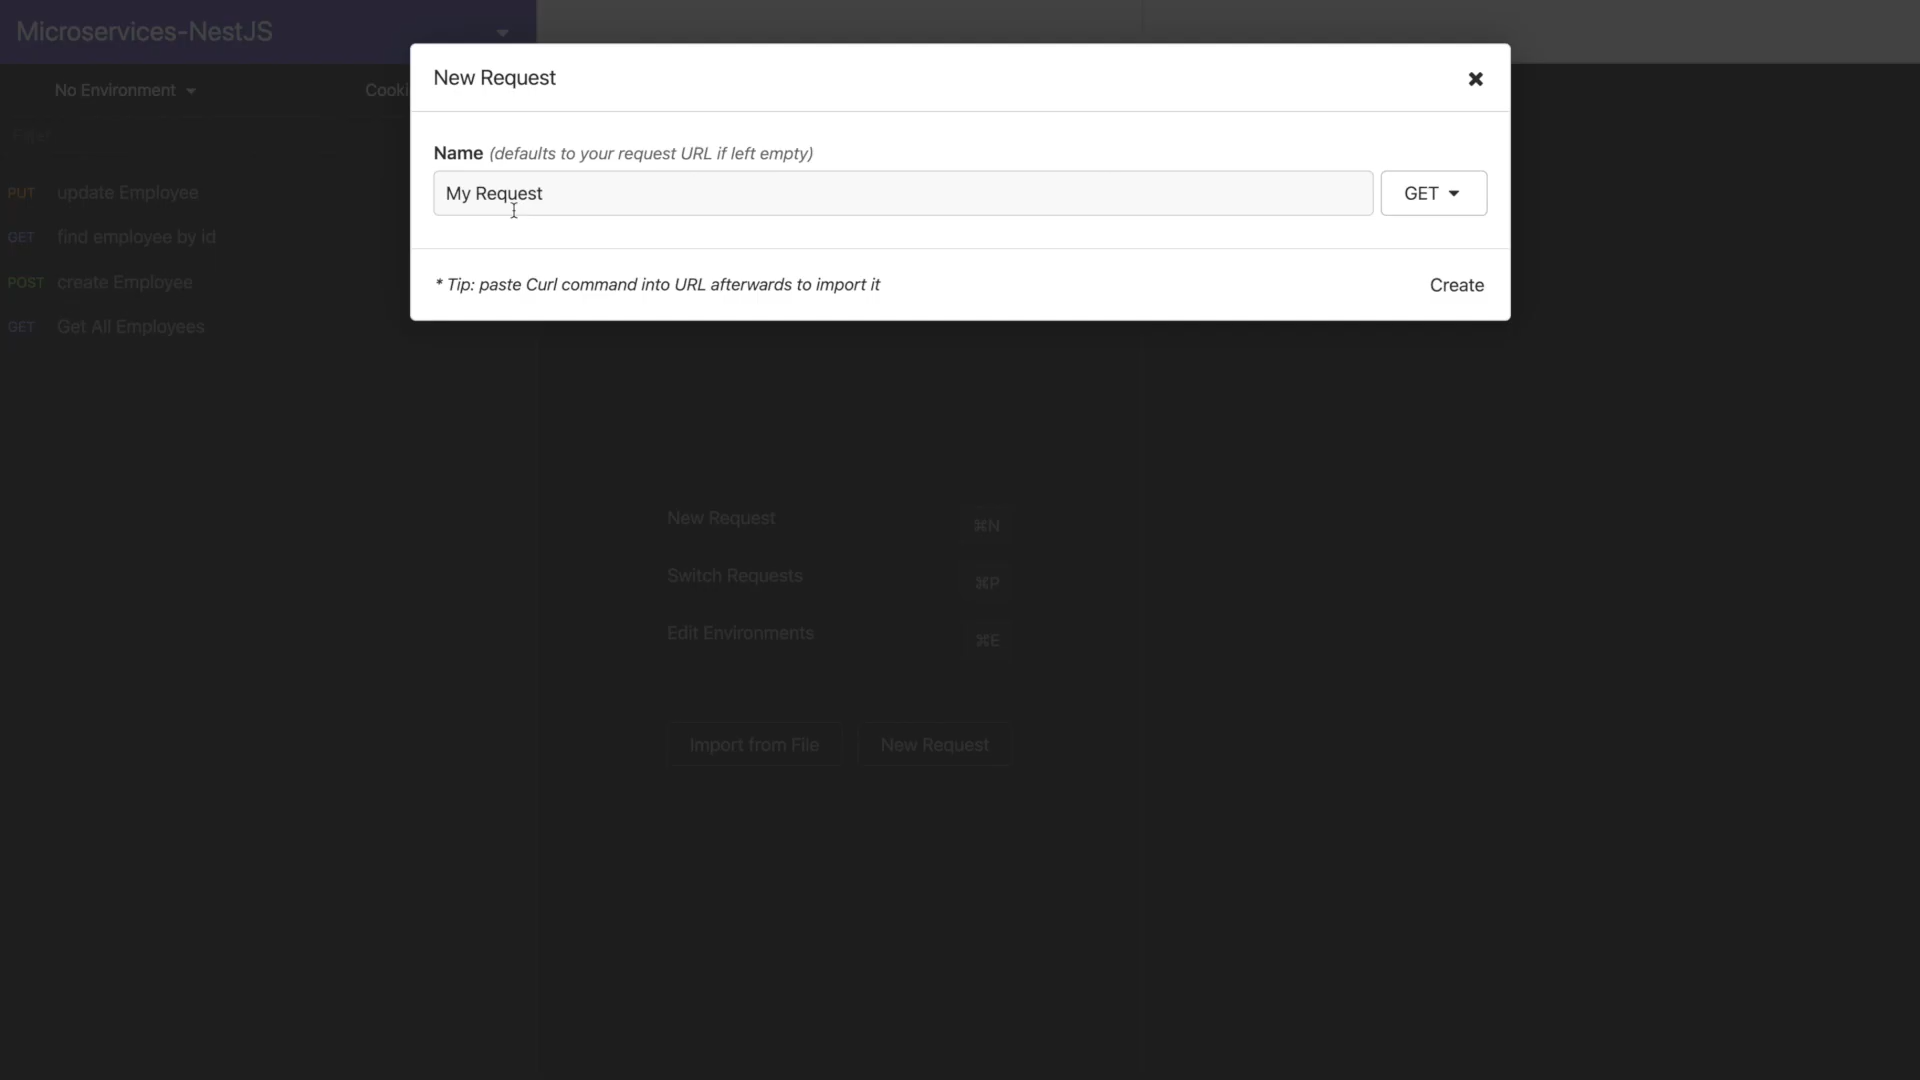 Microservices-NestJS
No Environment
Cooki
Filter
PUT update Employee
GET find employee by id
POST create Employee
GET Get All Employees
New Request
Name (defaults to your request URL if left empty)
My Request
GET
* Tip: paste Curl command into URL afterwards to import it
Create
New Request ⌘N
Switch Requests ⌘P
Edit Environments ⌘E
Import from File New Request